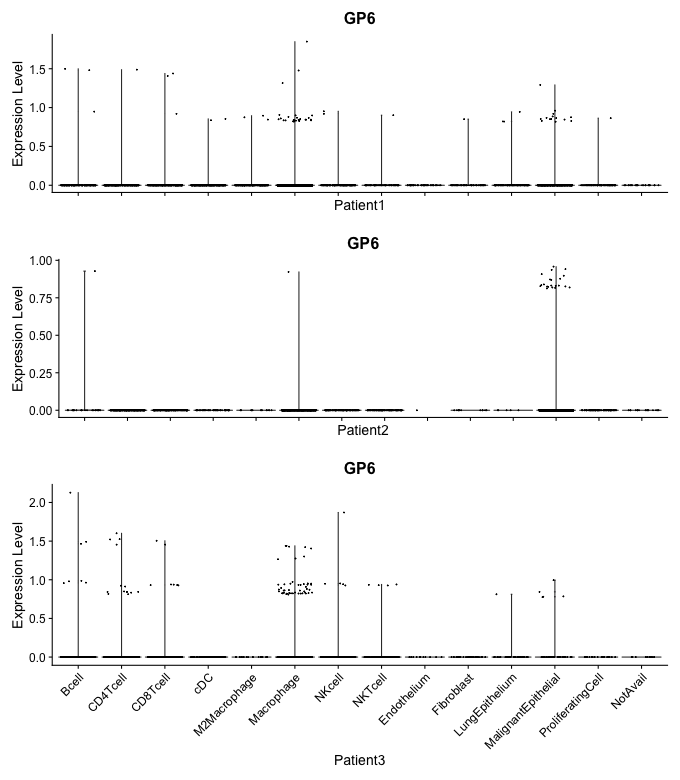 GP6
Expression Level
1.5
1.0
0.5
0.0
Patient1
GP6
Expression Level
1.00
0.75
0.50
0.25
0.00
Patient2
GP6
Expression Level
2.0
1.5
1.0
0.5
0.0
Bcell
CD4Tcell
CD8Tcell
cDC
M2Macrophage
Macrophage
NKcell
NKTcell
Endothelium
Fibroblast
LungEpithelium
MalignantEpithelial
ProliferatingCell
NotAvail
Patient3